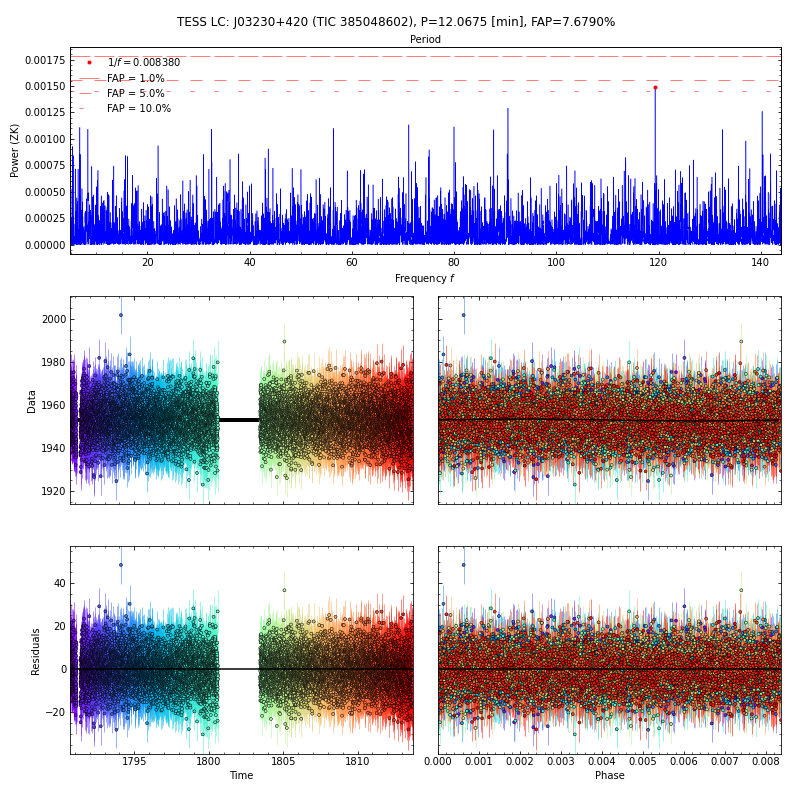 TESS LC: J03230+420 (TIC 385048602), P=12.0675 [min], FAP=7.6790%
Period
1/f = 0.008380
FAP = 1.0%
FAP = 5.0%
FAP = 10.0%
Power (ZK)
0.00175
0.00150
0.00125
0.00100
0.00075
0.00050
0.00025
0.00000
20 40 60 80 100 120 140
Frequency f
Data
2000
1980
1960
1940
1920
Residuals
40
20
0
−20
1795 1800 1805 1810
Time
0.000 0.001 0.002 0.003 0.004 0.005 0.006 0.007 0.008
Phase